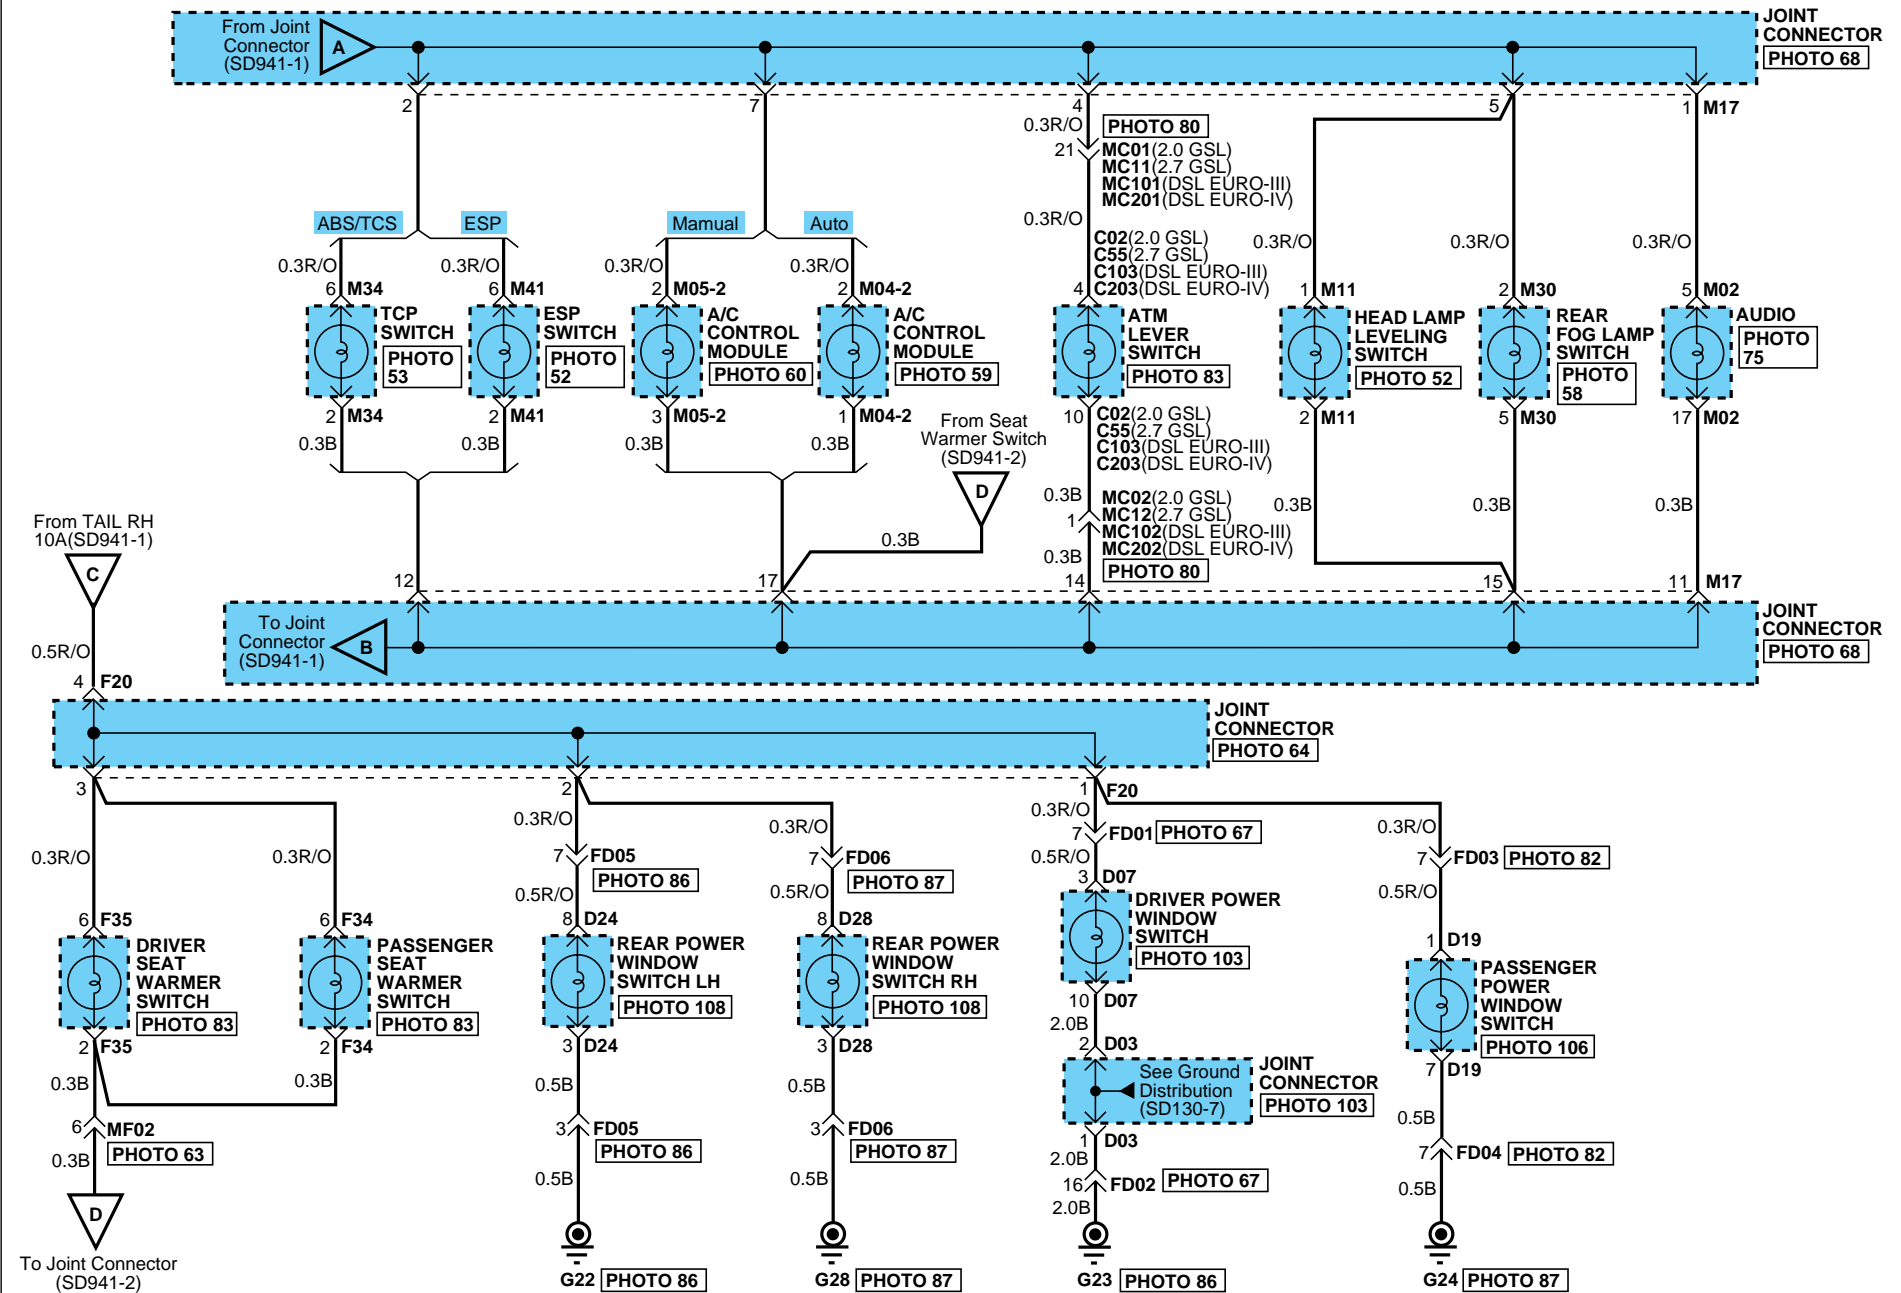 From Joint
Connector
(SD941-1)
A
JOINT
CONNECTOR
PHOTO 68
2
7
4
5
1 M17
0.3R/O
PHOTO 80
21
MC01(2.0 GSL)
MC11(2.7 GSL)
MC101(DSL EURO-III)
MC201(DSL EURO-IV)
ABS/TCS
ESP
Mamual
Auto
0.3R/O
C02(2.0 GSL)
C55(2.7 GSL)
C103(DSL EURO-III)
C203(DSL EURO-IV)
0.3R/O
0.3R/O
0.3R/O
0.3R/O
0.3R/O
0.3R/O
0.3R/O
6 M34
6 M41
2 M05-2
2 M04-2
4
1 M11
2 M30
5 M02
TCP
SWITCH
PHOTO
53
ESP
SWITCH
PHOTO
52
A/C
CONTROL
MODULE
PHOTO 60
A/C
CONTROL
MODULE
PHOTO 59
ATM
LEVER
SWITCH
PHOTO 83
HEAD LAMP
LEVELING
SWITCH
PHOTO 52
REAR
FOG LAMP
SWITCH
PHOTO
58
AUDIO
PHOTO
75
2 M34
2 M41
3 M05-2
1 M04-2
10
C02(2.0 GSL)
C55(2.7 GSL)
C103(DSL EURO-III)
C203(DSL EURO-IV)
2 M11
5 M30
17 M02
0.3B
0.3B
0.3B
0.3B
From Seat
Warmer Switch
(SD941-2)
D
0.3B
0.3B
1
MC02(2.0 GSL)
MC12(2.7 GSL)
MC102(DSL EURO-III)
MC202(DSL EURO-IV)
PHOTO 80
0.3B
0.3B
0.3B
0.3B
12
17
14
15
11 M17
To Joint
Connector
(SD941-1)
B
JOINT
CONNECTOR
PHOTO 68
From TAIL RH
10A(SD941-1)
C
0.5R/O
4 F20
JOINT
CONNECTOR
PHOTO 64
3
2
1 F20
0.3R/O
0.3R/O
0.3R/O
0.3R/O
0.3R/O
0.3R/O
7 FD05
PHOTO 86
7 FD06
PHOTO 87
7 FD01 PHOTO 67
7 FD03 PHOTO 82
0.5R/O
0.5R/O
0.5R/O
0.5R/O
6 F35
6 F34
8 D24
8 D28
3 D07
1 D19
DRIVER
SEAT
WARMER
SWITCH
PHOTO 83
PASSENGER
SEAT
WARMER
SWITCH
PHOTO 83
REAR POWER
WINDOW
SWITCH LH
PHOTO 108
REAR POWER
WINDOW
SWITCH RH
PHOTO 108
DRIVER POWER
WINDOW
SWITCH
PHOTO 103
PASSENGER
POWER
WINDOW
SWITCH
PHOTO 106
2 F35
2 F34
3 D24
3 D28
10 D07
7 D19
2.0B
2 D03
See Ground
Distribution
(SD130-7)
JOINT
CONNECTOR
PHOTO 103
1 D03
0.3B
0.3B
0.5B
0.5B
0.5B
6 MF02
PHOTO 63
3 FD05
PHOTO 86
3 FD06
PHOTO 87
2.0B
16 FD02 PHOTO 67
2.0B
7 FD04 PHOTO 82
0.3B
0.5B
0.5B
0.5B
D
To Joint Connector
(SD941-2)
G22 PHOTO 86
G28 PHOTO 87
G23 PHOTO 86
G24 PHOTO 87